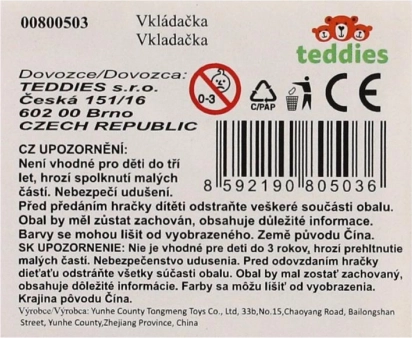 00800503 Vkládačka
Vkladačka
teddies
Dovozce/Dovozca:
TEDDIES s.r.o.
Česká 151/16
602 00 Brno
CZECH REPUBLIC
0-3
C/PAP
CE
CZ UPOZORNĚNÍ:
Není vhodné pro děti do tří
let, hrozí spolknutí malých
částí. Nebezpečí udušení.
8 592190 805036
Před předáním hračky dítěti odstraňte veškeré součásti obalu.
Obal by měl zůstat zachován, obsahuje důležité informace.
Barvy se mohou lišit od vyobrazeného. Země původu Čína.
SK UPOZORNENIE: Nie je vhodné pre deti do 3 rokov, hrozí prehltnutie
malých častí. Nebezpečenstvo udusenia. Pred odovzdaním hračky
dieťaťu odstráňte všetky súčasti obalu. Obal by mal zostať zachovaný,
obsahuje dôležité informácie. Farby sa môžu líšiť od vyobrazenia.
Krajina pôvodu Čína.
Výrobce/Výrobca: Yunhe County Tongmeng Toys Co., Ltd, 33b,No.15,Chaoyang Road, Bailongshan
Street, Yunhe County,Zhejiang Province, China